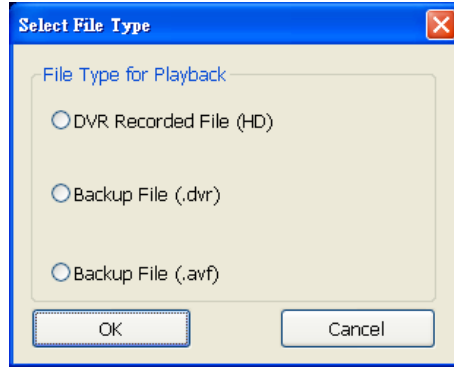 Select File Type
File Type for Playback
DVR Recorded File (HD)
Backup File (.dvr)
Backup File (.avf)
OK
Cancel